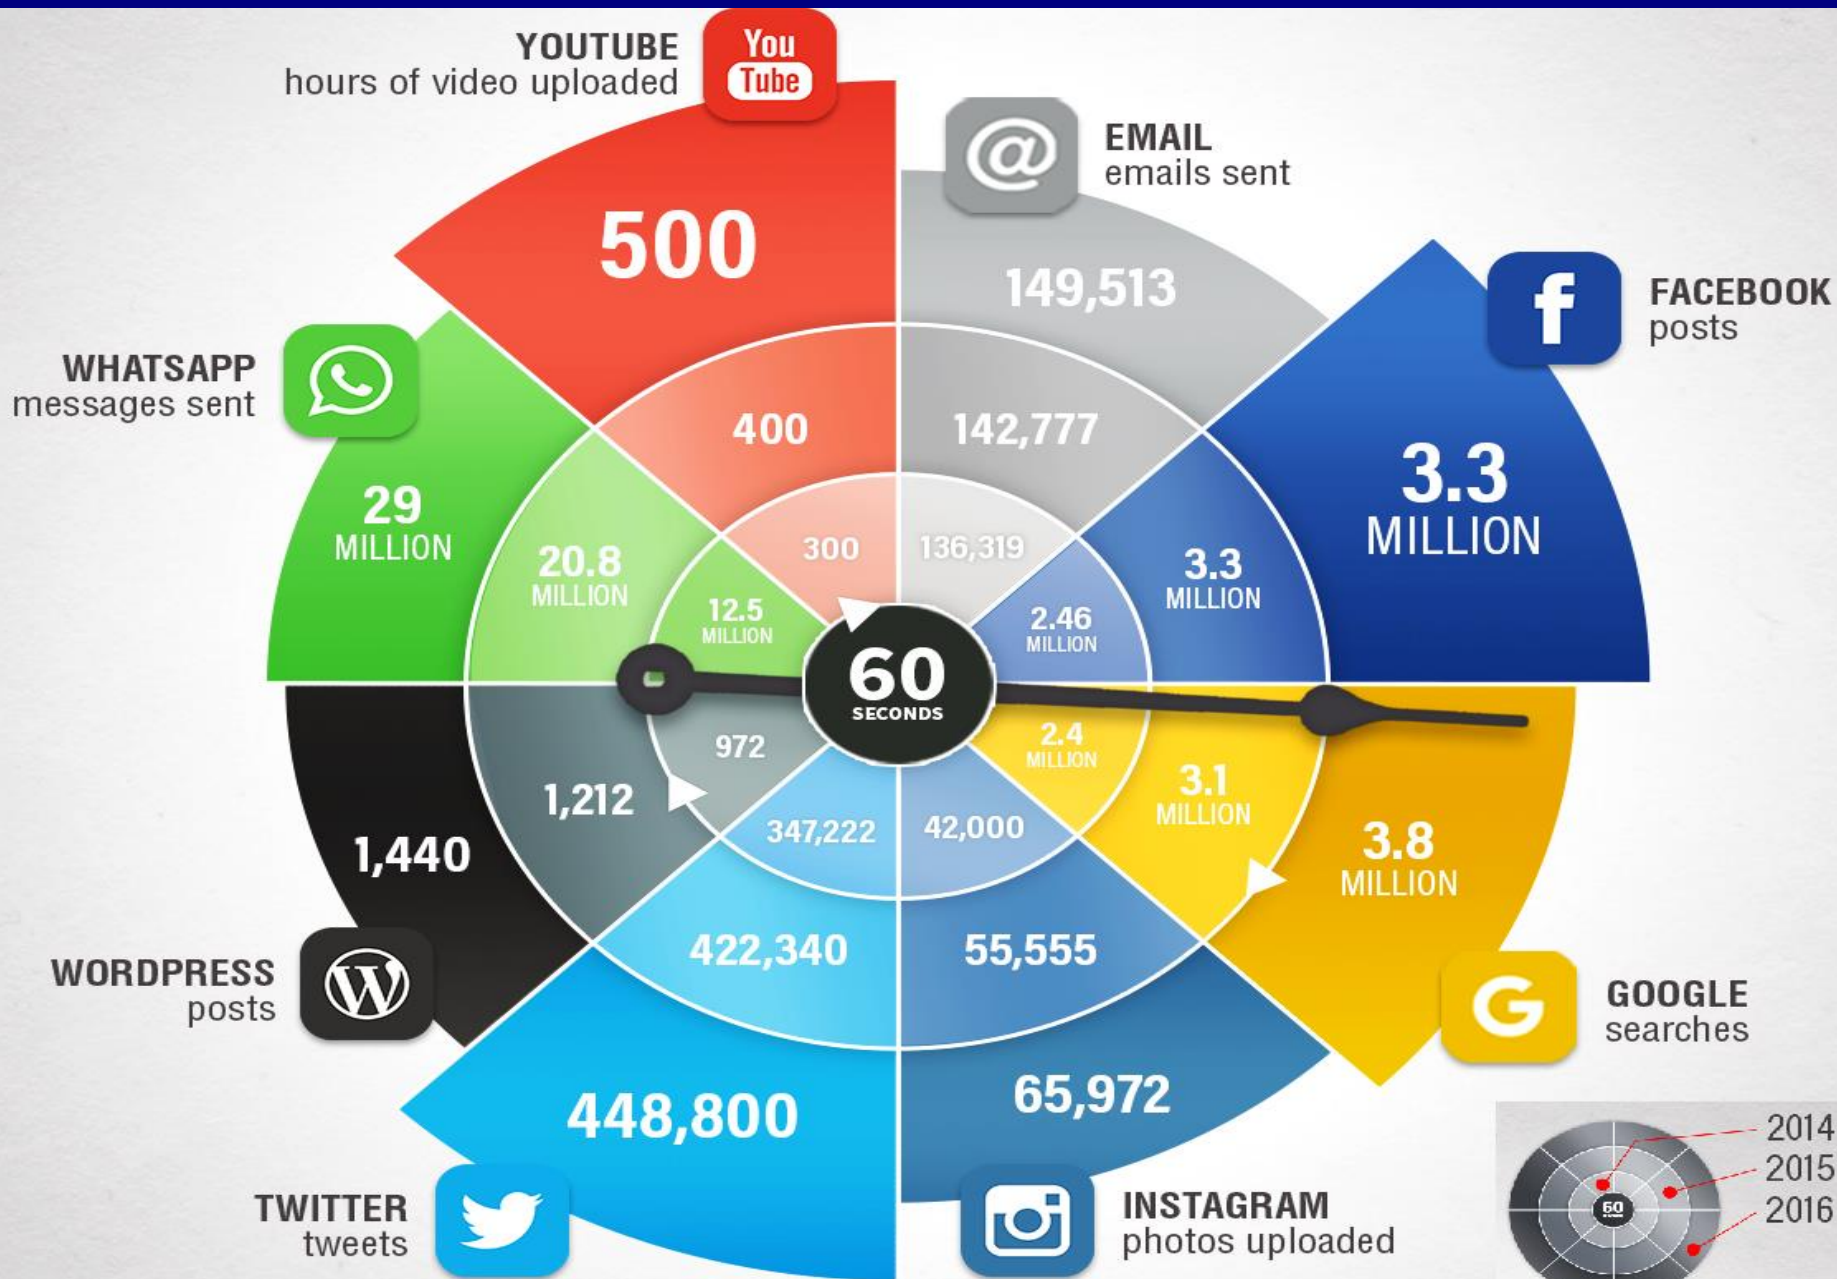 YOUTUBE
hours of video uploaded
You
Tube
500
400
300
@
EMAIL
emails sent
149,513
142,777
136,319
f
FACEBOOK
posts
3.3
MILLION
3.3
MILLION
2.46
MILLION
WHATSAPP
messages sent
29
MILLION
20.8
MILLION
12.5
MILLION
60
SECONDS
WORDPRESS
posts
W
1,440
1,212
972
2.4
MILLION
3.1
MILLION
3.8
MILLION
G
GOOGLE
searches
347,222
422,340
448,800
TWITTER
tweets
42,000
55,555
65,972
INSTAGRAM
photos uploaded
60
2014
2015
2016